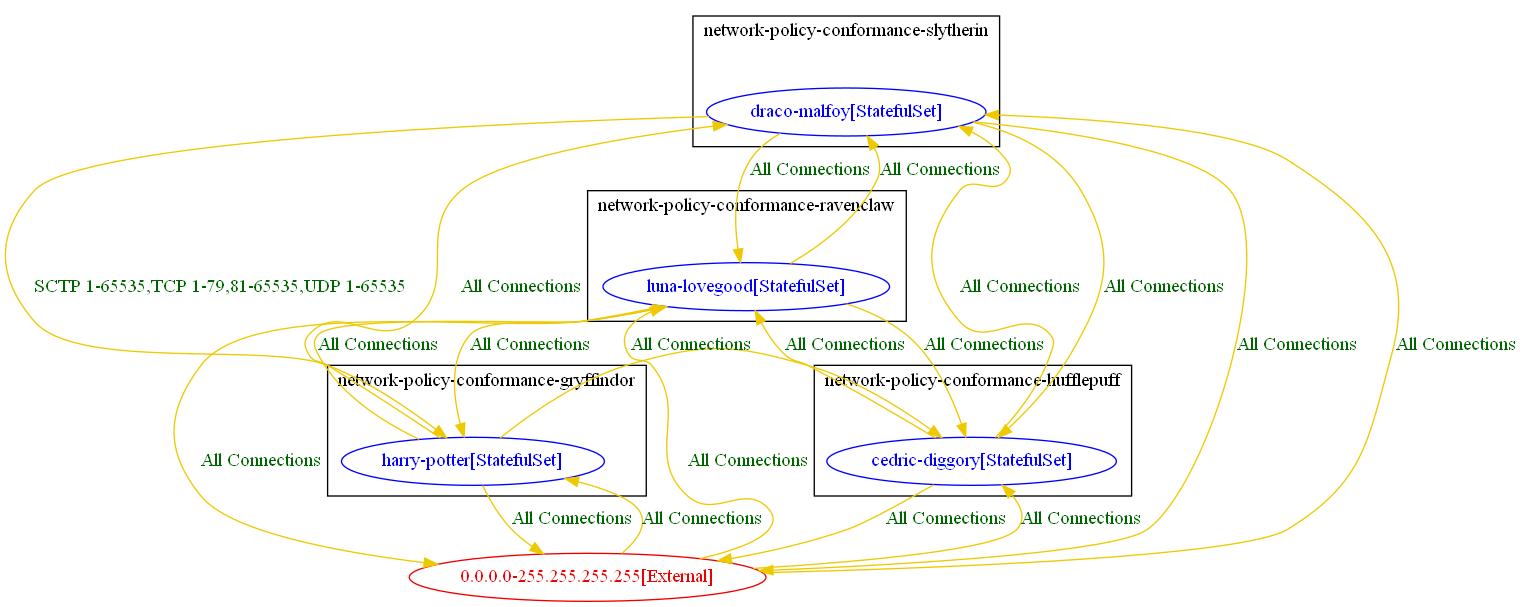 network-policy-conformance-slytherin
draco-malfoy[StatefulSet]
All Connections
All Connections
network-policy-conformance-ravenclaw
luna-lovegood[StatefulSet]
SCTP 1-65535,TCP 1-79,81-65535,UDP 1-65535
All Connections
All Connections
All Connections
All Connections
All Connections
All Connections
All Connections
All Connections
All Connections
All Connections
network-policy-conformance-gryffindor
network-policy-conformance-hufflepuff
harry-potter[StatefulSet]
cedric-diggory[StatefulSet]
All Connections
All Connections
All Connections
All Connections
All Connections
All Connections
0.0.0.0-255.255.255.255[External]